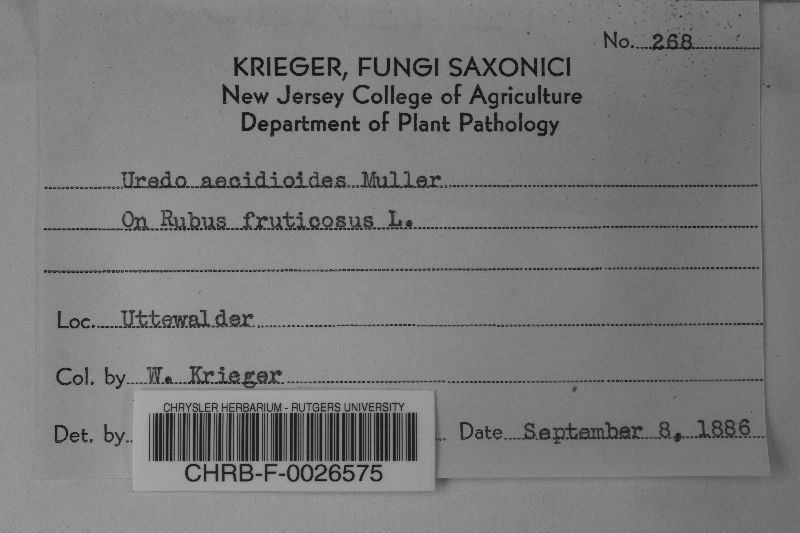 No. 268
KRIEGER, FUNGI SAXONICI
New Jersey College of Agriculture
Department of Plant Pathology
Uredo aecidioides Muller
On Rubus fruticosus L.
Loc. Uttewalder
Col. by W. Krieger
Det. by
Date September 8, 1886
CHRYSLER HERBARIUM - RUTGERS UNIVERSITY
CHRB-F-0026575